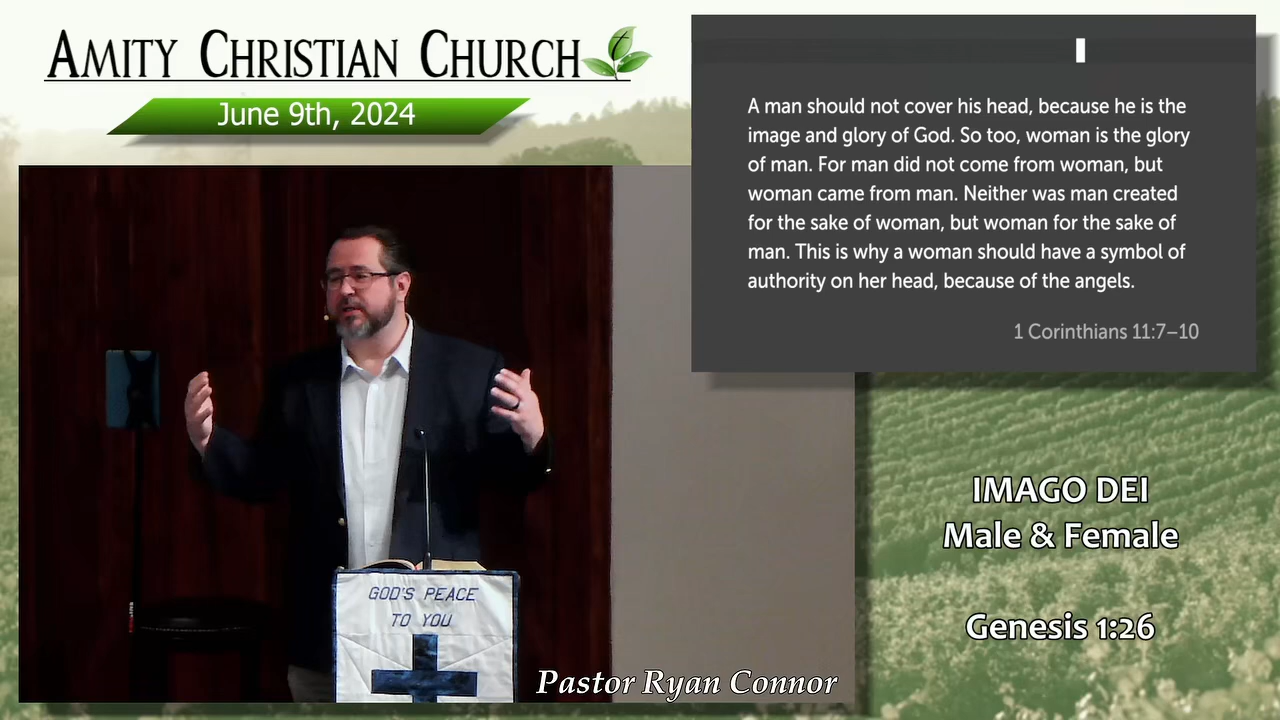 AMITY CHRISTIAN CHURCH
June 9th, 2024
A man should not cover his head, because he is the
image and glory of God. So too, woman is the glory
of man. For man did not come from woman, but
woman came from man. Neither was man created
for the sake of woman, but woman for the sake of
man. This is why a woman should have a symbol of
authority on her head, because of the angels.
1 Corinthians 11:7–10
IMAGO DEI
Male & Female
Genesis 1:26
GOD'S PEACE
TO YOU
Pastor Ryan Connor